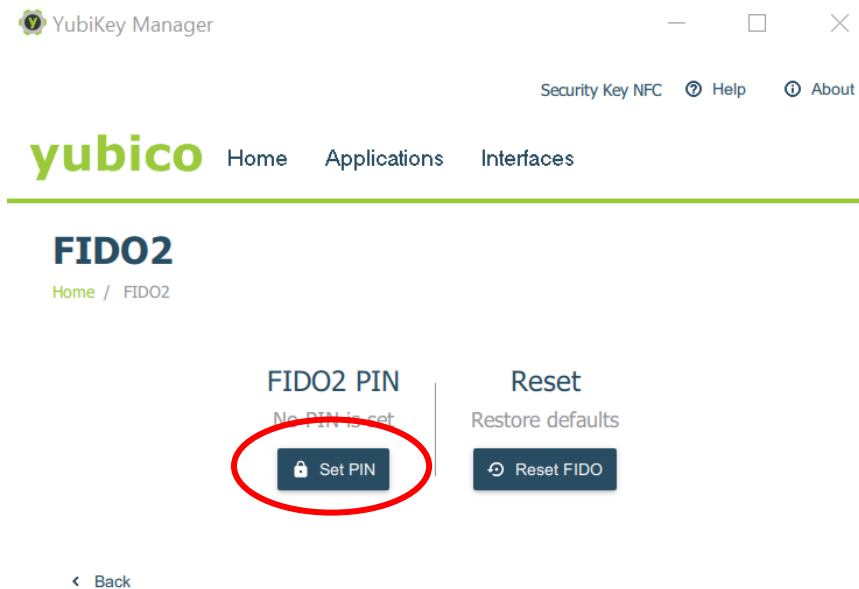 YubiKey Manager
Security Key NFC Help About
yubico Home Applications Interfaces
FIDO2
Home / FIDO2
FIDO2 PIN Reset
No PIN is set Restore defaults
Set PIN Reset FIDO
Back